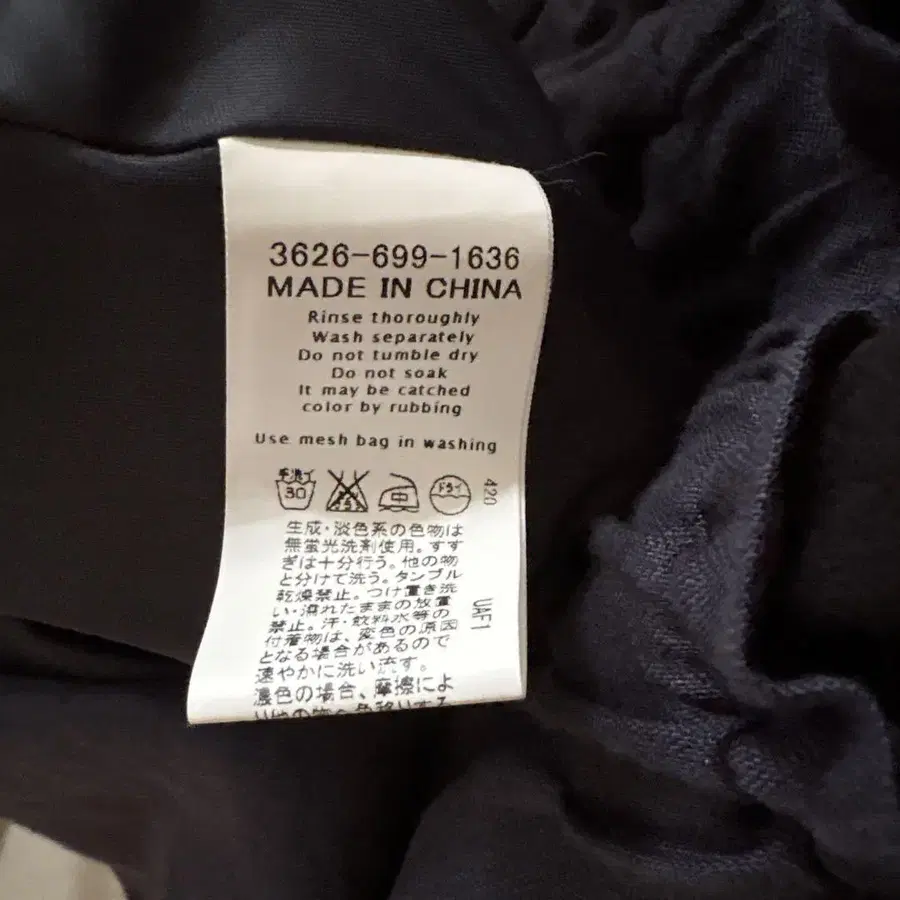 3626-699-1636
MADE IN CHINA
Rinse thoroughly
Wash separately
Do not tumble dry
Do not soak
It may be catched
color by rubbing
Use mesh bag in washing
手洗イ
30
ドライ
420
生成・淡色系の色物は
無蛍光洗剤使用。すす
ぎは十分行う。他の物
と分けて洗う。タンブル
乾燥禁止。つけ置き洗
い・濡れたままの放置
禁止。汗・飲料水等の
付着物は、変色の原因
となる場合があるので
速やかに洗い流す。
濃色の場合、摩擦によ
UAF1